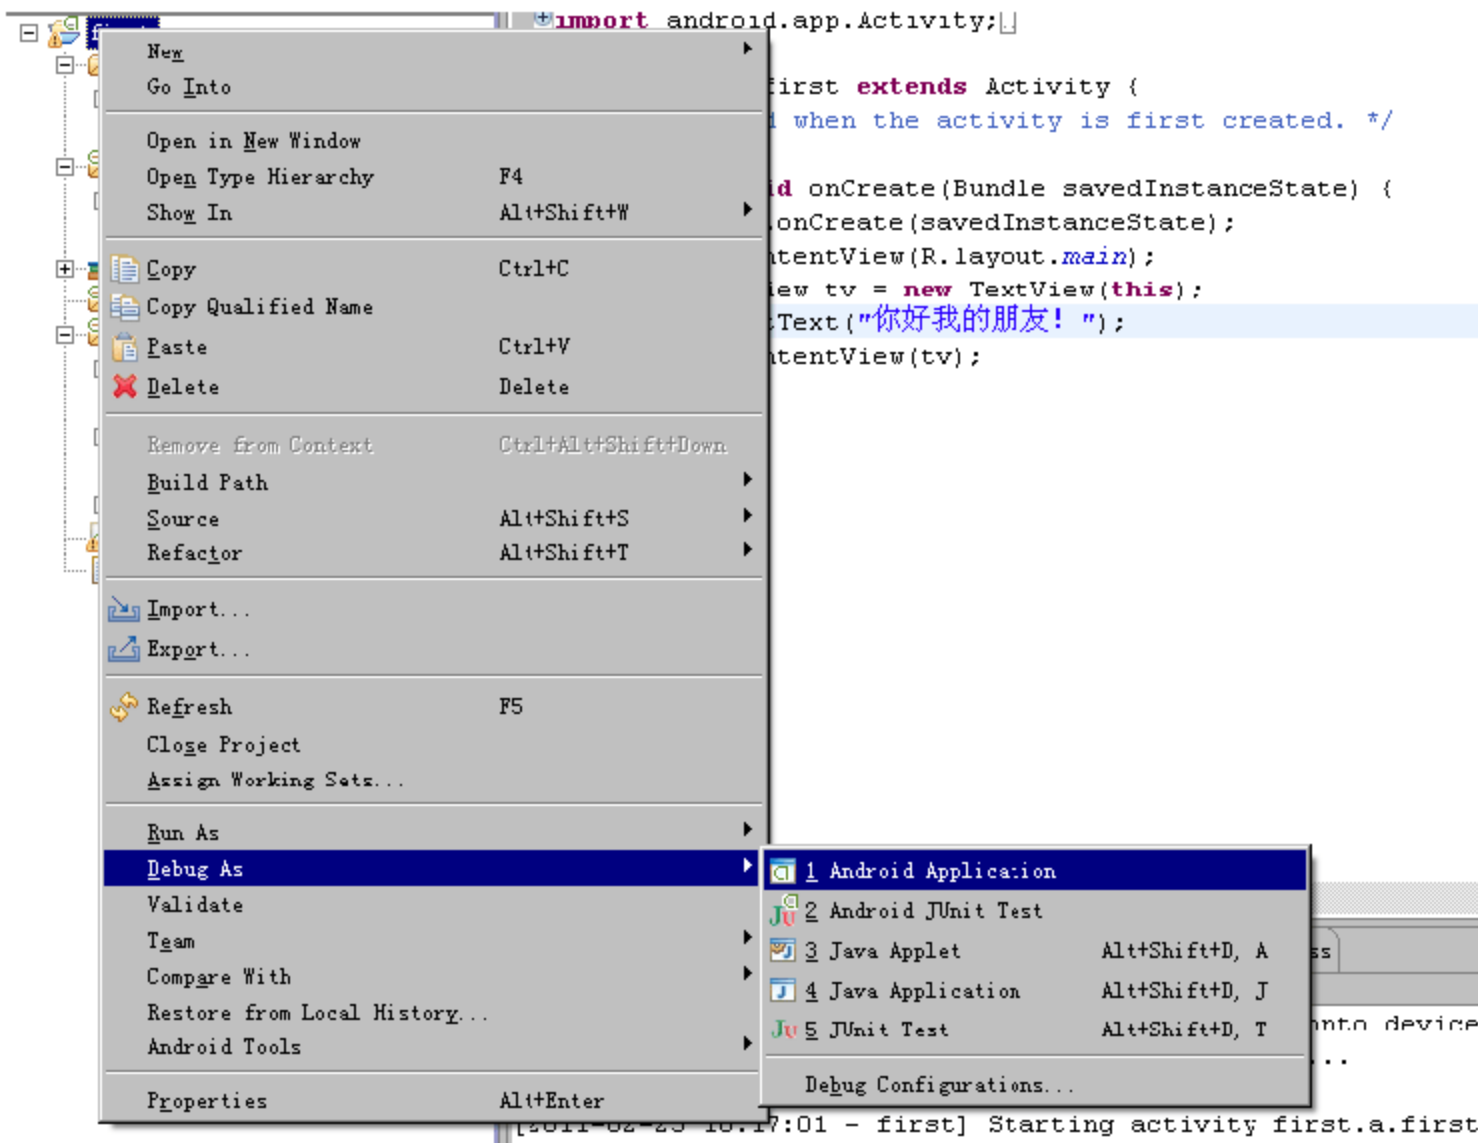 import android.app.Activity;
first extends Activity {
when the activity is first created. */
onCreate(Bundle savedInstanceState) {
.onCreate(savedInstanceState);
tentView(R.layout.main);
iew tv = new TextView(this);
tText("你好我的朋友! ");
tentView(tv);
New
Go Into
Open in New Window
Open Type Hierarchy F4
Show In Alt+Shift+W
Copy Ctrl+C
Copy Qualified Name
Paste Ctrl+V
Delete Delete
Remove from Context Ctrl+Alt+Shift+Down
Build Path
Source Alt+Shift+S
Refactor Alt+Shift+T
Import...
Export...
Refresh F5
Close Project
Assign Working Sets...
Run As
Debug As
Validate
Team
Compare With
Restore from Local History...
Android Tools
Properties Alt+Enter
1 Android Application
2 Android JUnit Test
3 Java Applet Alt+Shift+D, A
4 Java Application Alt+Shift+D, J
5 JUnit Test Alt+Shift+D, T
Debug Configurations...
ss
onto device
...
:01 - first] Starting activity first.a.first